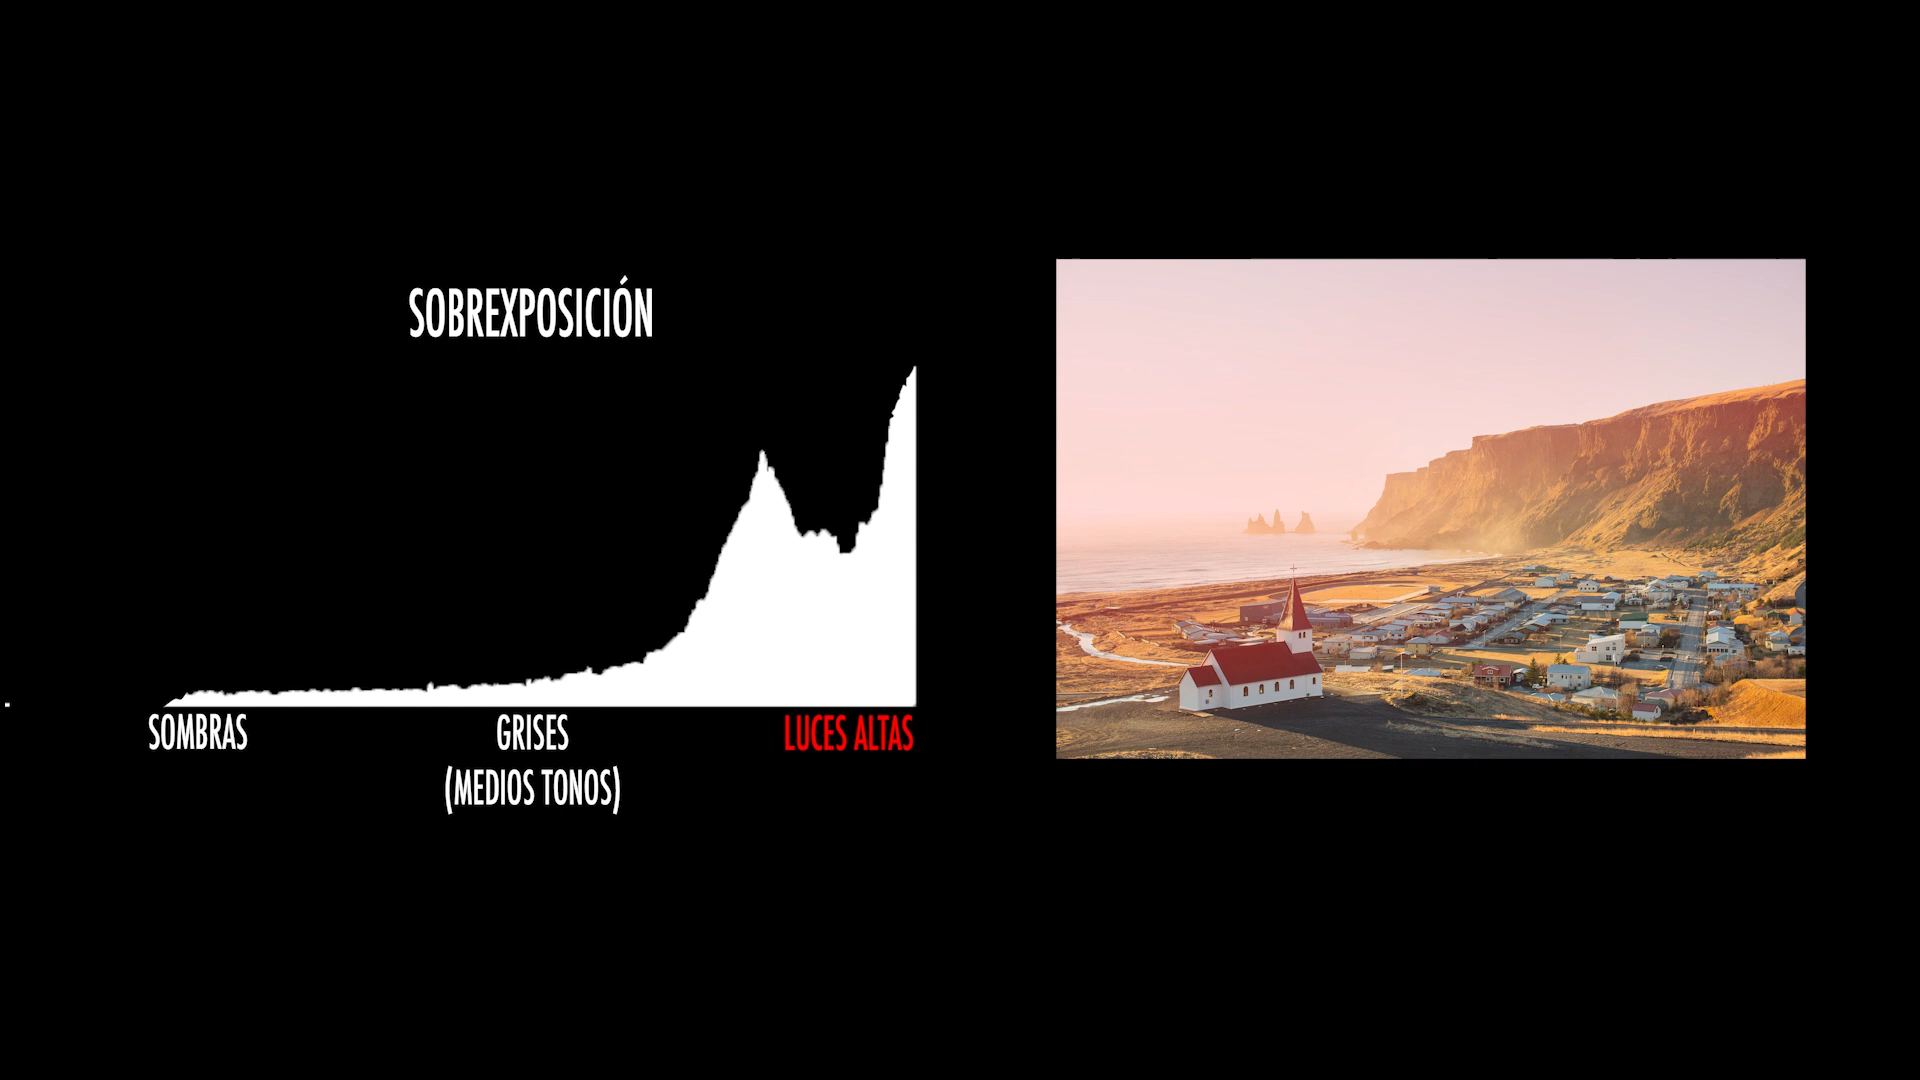 SOBREXPOSICIÓN
SOMBRAS
GRISES
LUCES ALTAS
(MEDIOS TONOS)